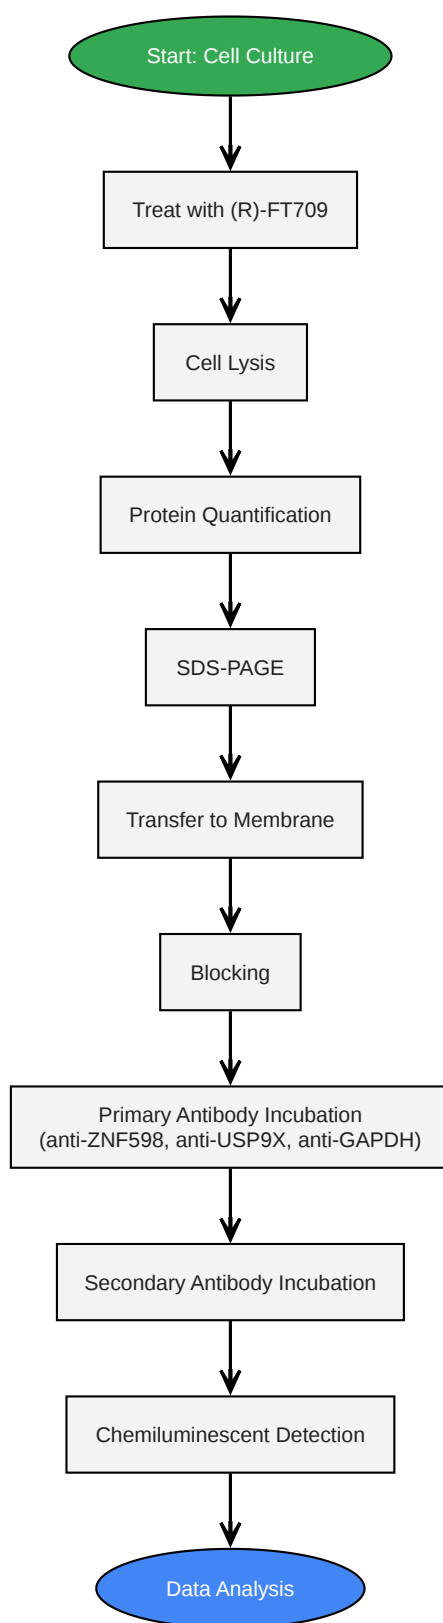 Start: Cell Culture
Treat with (R)-FT709
Cell Lysis
Protein Quantification
SDS-PAGE
Transfer to Membrane
Blocking
Primary Antibody Incubation
(anti-ZNF598, anti-USP9X, anti-GAPDH)
Secondary Antibody Incubation
Chemiluminescent Detection
Data Analysis